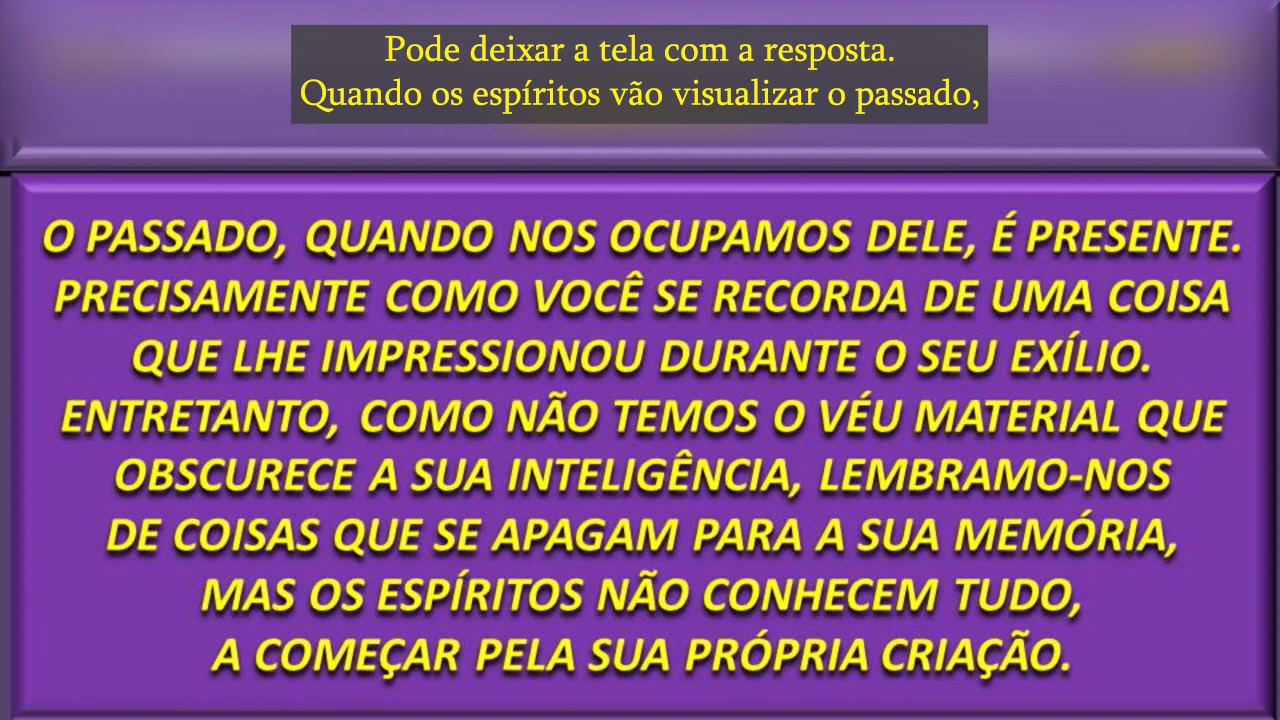 Pode deixar a tela com a resposta.
Quando os espíritos vão visualizar o passado,
O PASSADO, QUANDO NOS OCUPAMOS DELE, É PRESENTE.
PRECISAMENTE COMO VOCÊ SE RECORDA DE UMA COISA
QUE LHE IMPRESSIONOU DURANTE O SEU EXÍLIO.
ENTRETANTO, COMO NÃO TEMOS O VÉU MATERIAL QUE
OBSCURECE A SUA INTELIGÊNCIA, LEMBRAMO-NOS
DE COISAS QUE SE APAGAM PARA A SUA MEMÓRIA,
MAS OS ESPÍRITOS NÃO CONHECEM TUDO,
A COMEÇAR PELA SUA PRÓPRIA CRIAÇÃO.